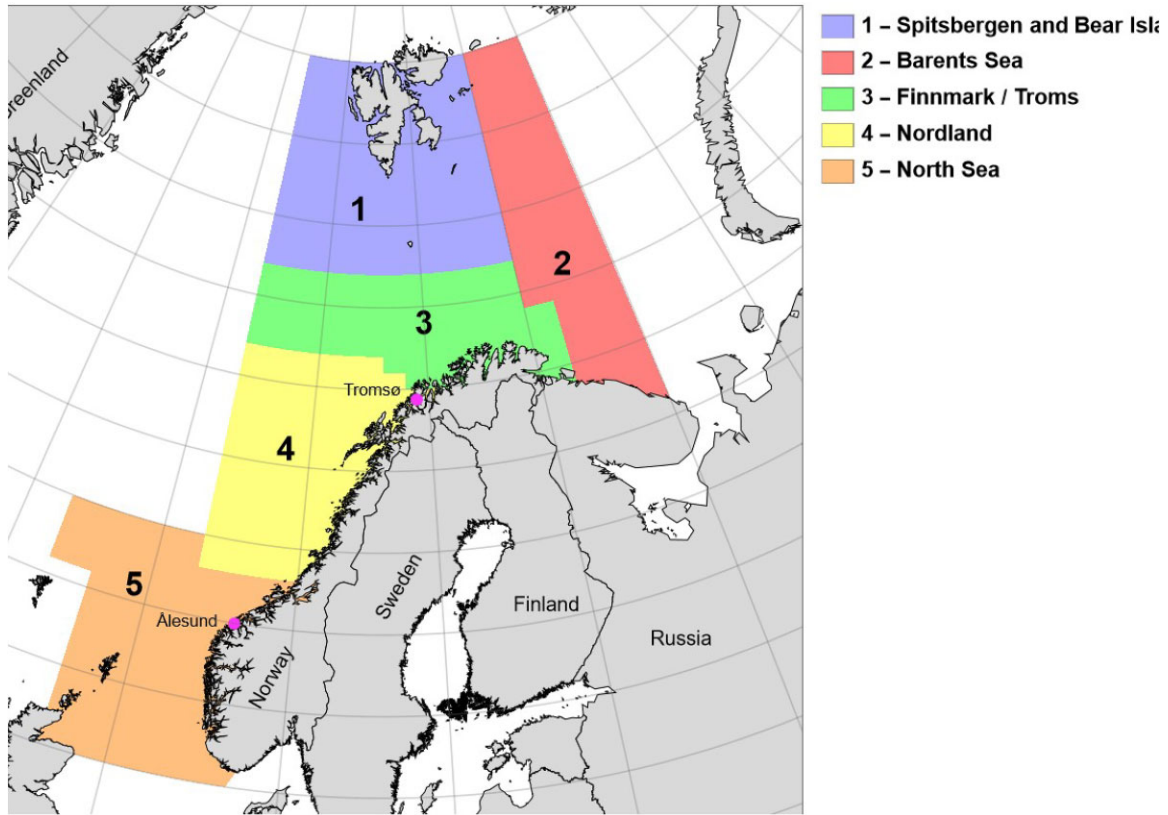 Greenland
1
2
3
Tromsø
4
5
Ålesund
Norway
Sweden
Finland
Russia
1 – Spitsbergen and Bear Isla
2 – Barents Sea
3 – Finnmark / Troms
4 – Nordland
5 – North Sea